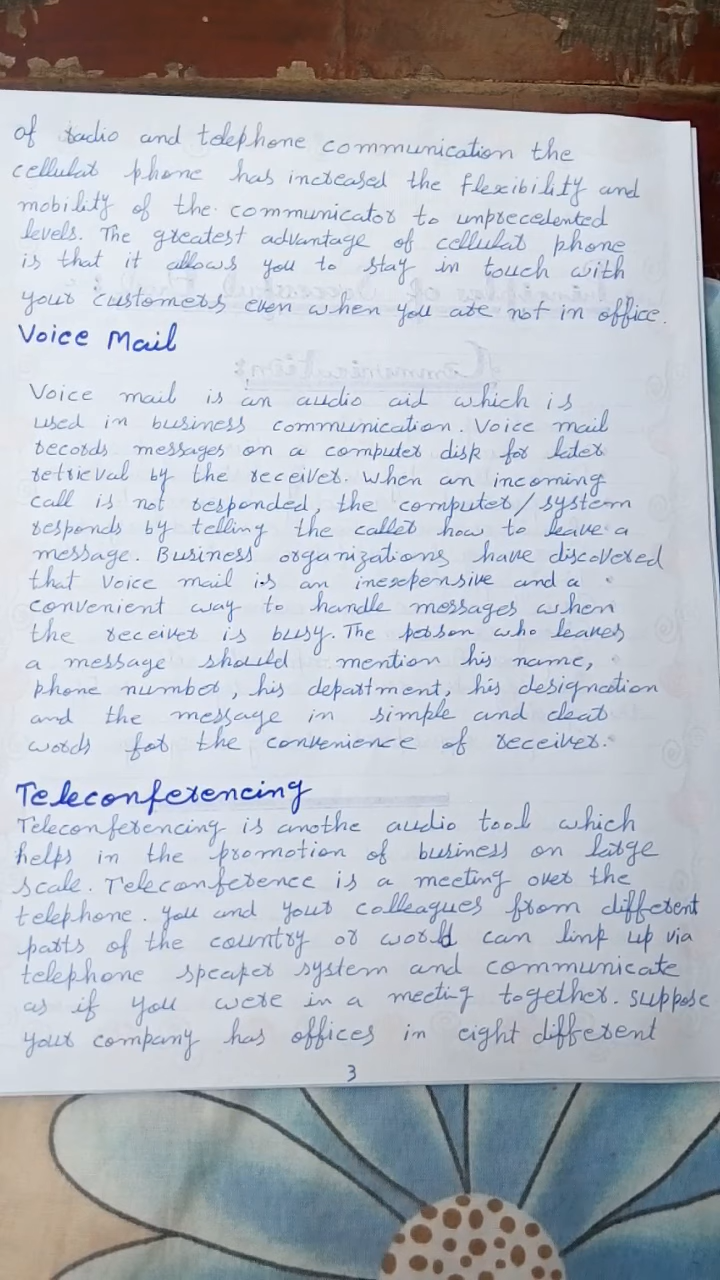 of radio and telephone communication the
cellular phone has increased the flexibility and
mobility of the communicator to unprecedented
levels. The greatest advantage of cellular phone
is that it allows you to stay in touch with
your customers even when you are not in office.
Voice Mail
Voice mail is an audio aid which is
used in business communication. Voice mail
records messages on a computer disk for later
retrieval by the receiver. When an incoming
call is not responded, the computer/system
responds by telling the caller how to leave a
message. Business organizations have discovered
that Voice mail is an inexpensive and a
convenient way to handle messages when
the receiver is busy. The person who leaves
a message should mention his name,
phone number, his department, his designation
and the message in simple and clear
words for the convenience of receiver.
Teleconferencing
Teleconferencing is anothe audio tool which
helps in the promotion of business on large
scale. Teleconference is a meeting over the
telephone. you and your colleagues from different
parts of the country or world can link up via
telephone speaker system and communicate
as if you were in a meeting together. suppose
your company has offices in eight different
3